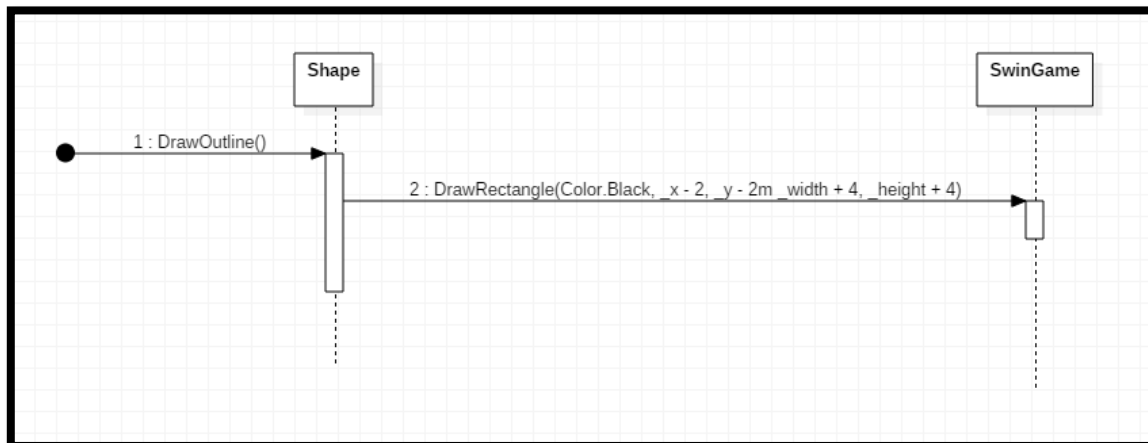 Shape
SwinGame
1 : DrawOutline()
2 : DrawRectangle(Color.Black, _x - 2, _y - 2m _width + 4, _height + 4)